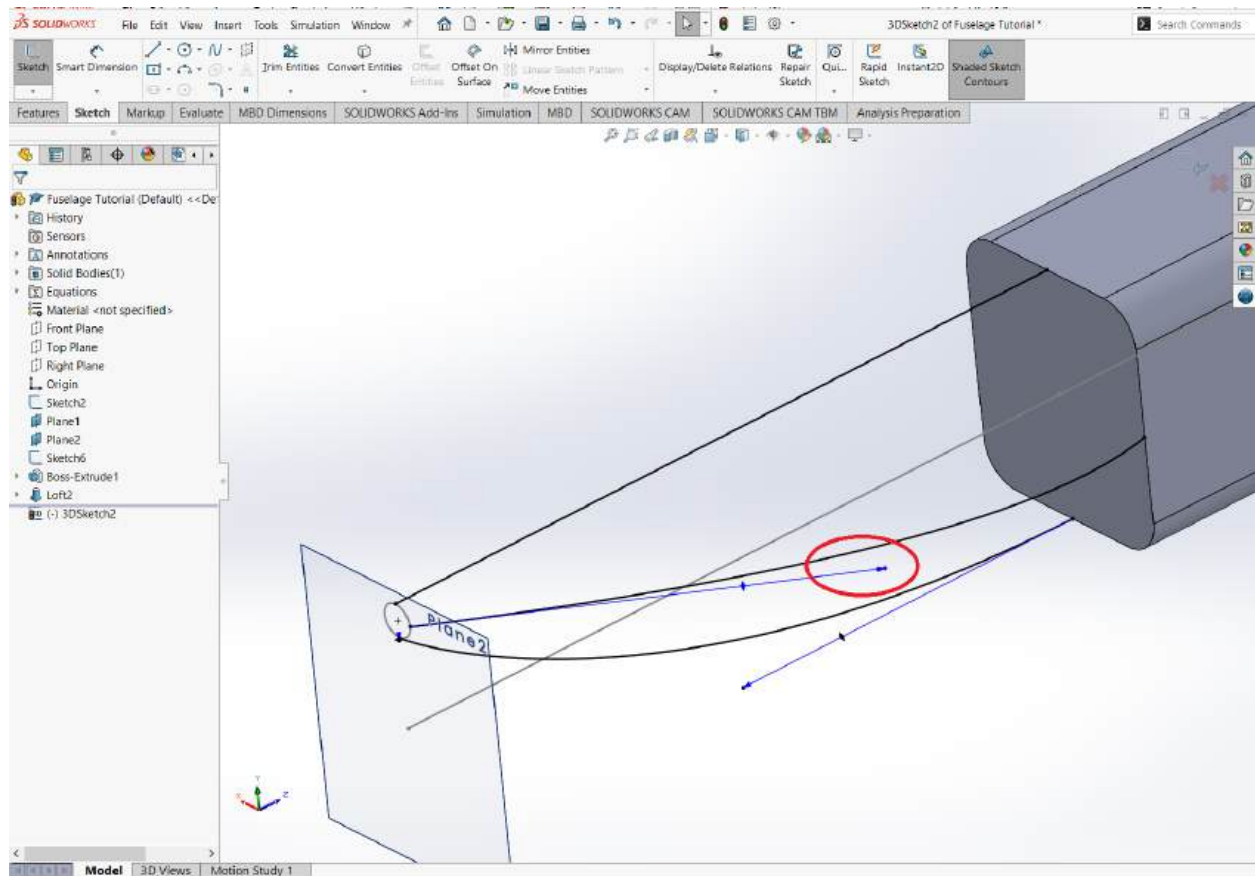 SOLIDWORKS File Edit View Insert Tools Simulation Window 3DSketch2 of Fuselage Tutorial * Search Commands
Sketch Smart Dimension Trim Entities Convert Entities Offset Entities Offset On Surface Mirror Entities Linear Sketch Pattern Move Entities Display/Delete Relations Repair Sketch Qui... Rapid Sketch Instant2D Shaded Sketch Contours
Features Sketch Markup Evaluate MBD Dimensions SOLIDWORKS Add-Ins Simulation MBD SOLIDWORKS CAM SOLIDWORKS CAM TBM Analysis Preparation
Fuselage Tutorial (Default) <<De
History
Sensors
Annotations
Solid Bodies(1)
Equations
Material <not specified>
Front Plane
Top Plane
Right Plane
Origin
Sketch2
Plane1
Plane2
Sketch6
Boss-Extrude1
Loft2
(-) 3DSketch2
Plane2
Y
Z
Model 3D Views Motion Study 1